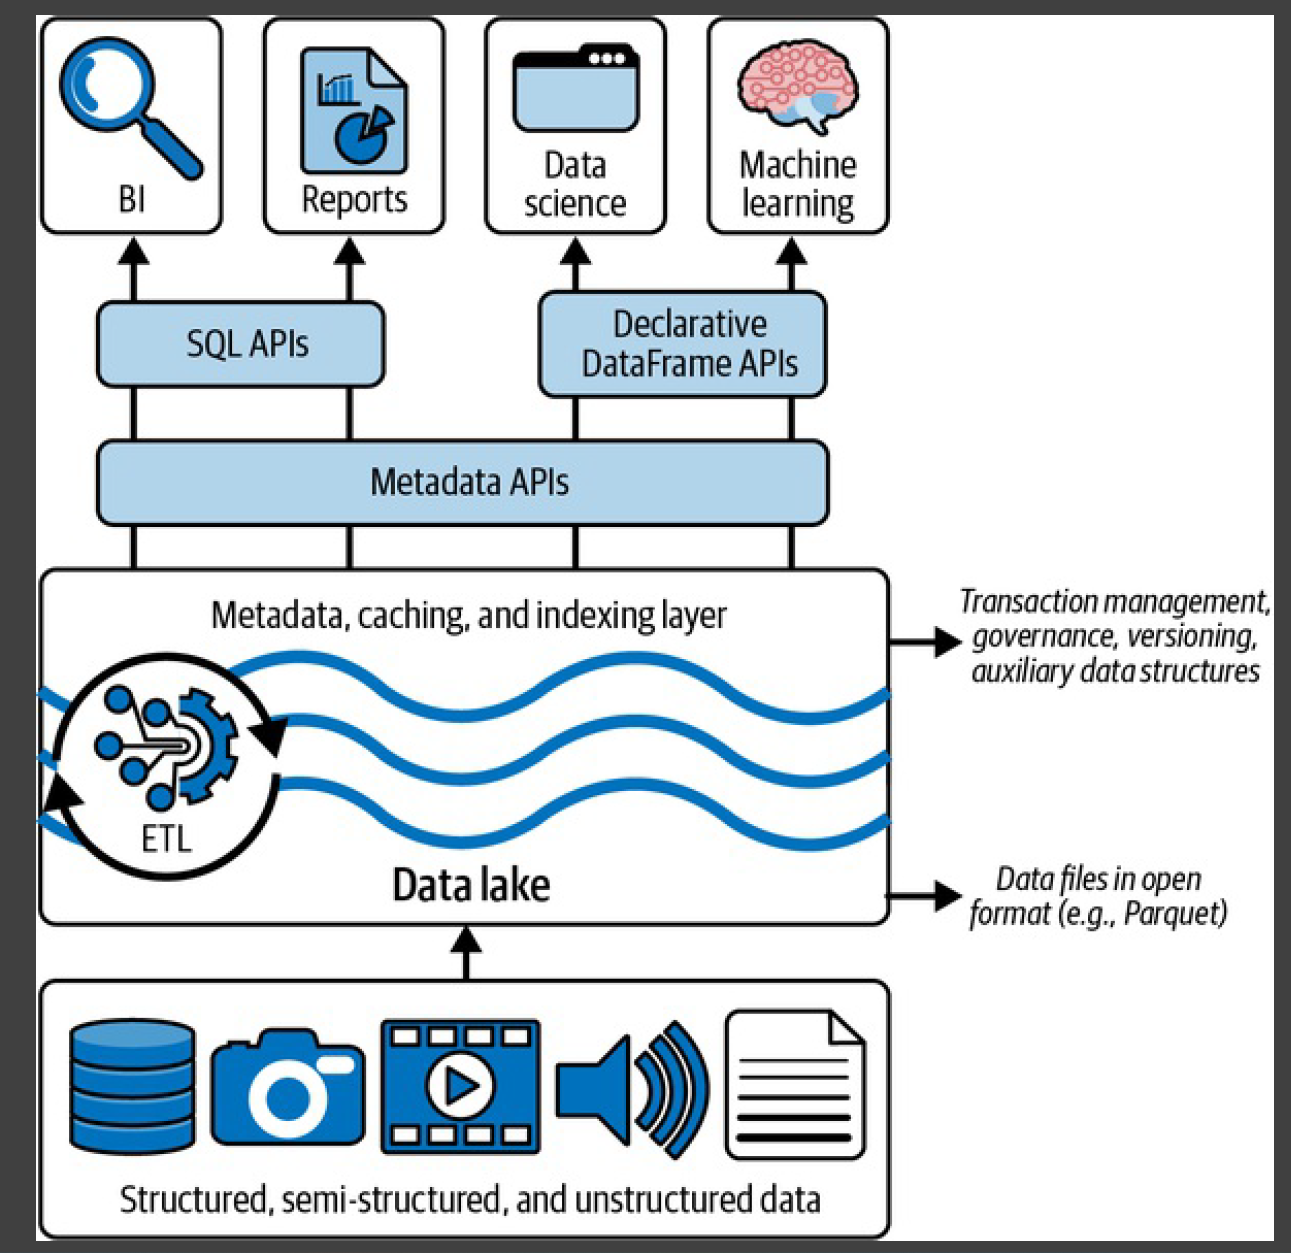 BI
Reports
Data
science
Machine
learning
SQL APIs
Declarative
DataFrame APIs
Metadata APIs
Metadata, caching, and indexing layer
Transaction management,
governance, versioning,
auxiliary data structures
ETL
Data lake
Data files in open
format (e.g., Parquet)
Structured, semi-structured, and unstructured data